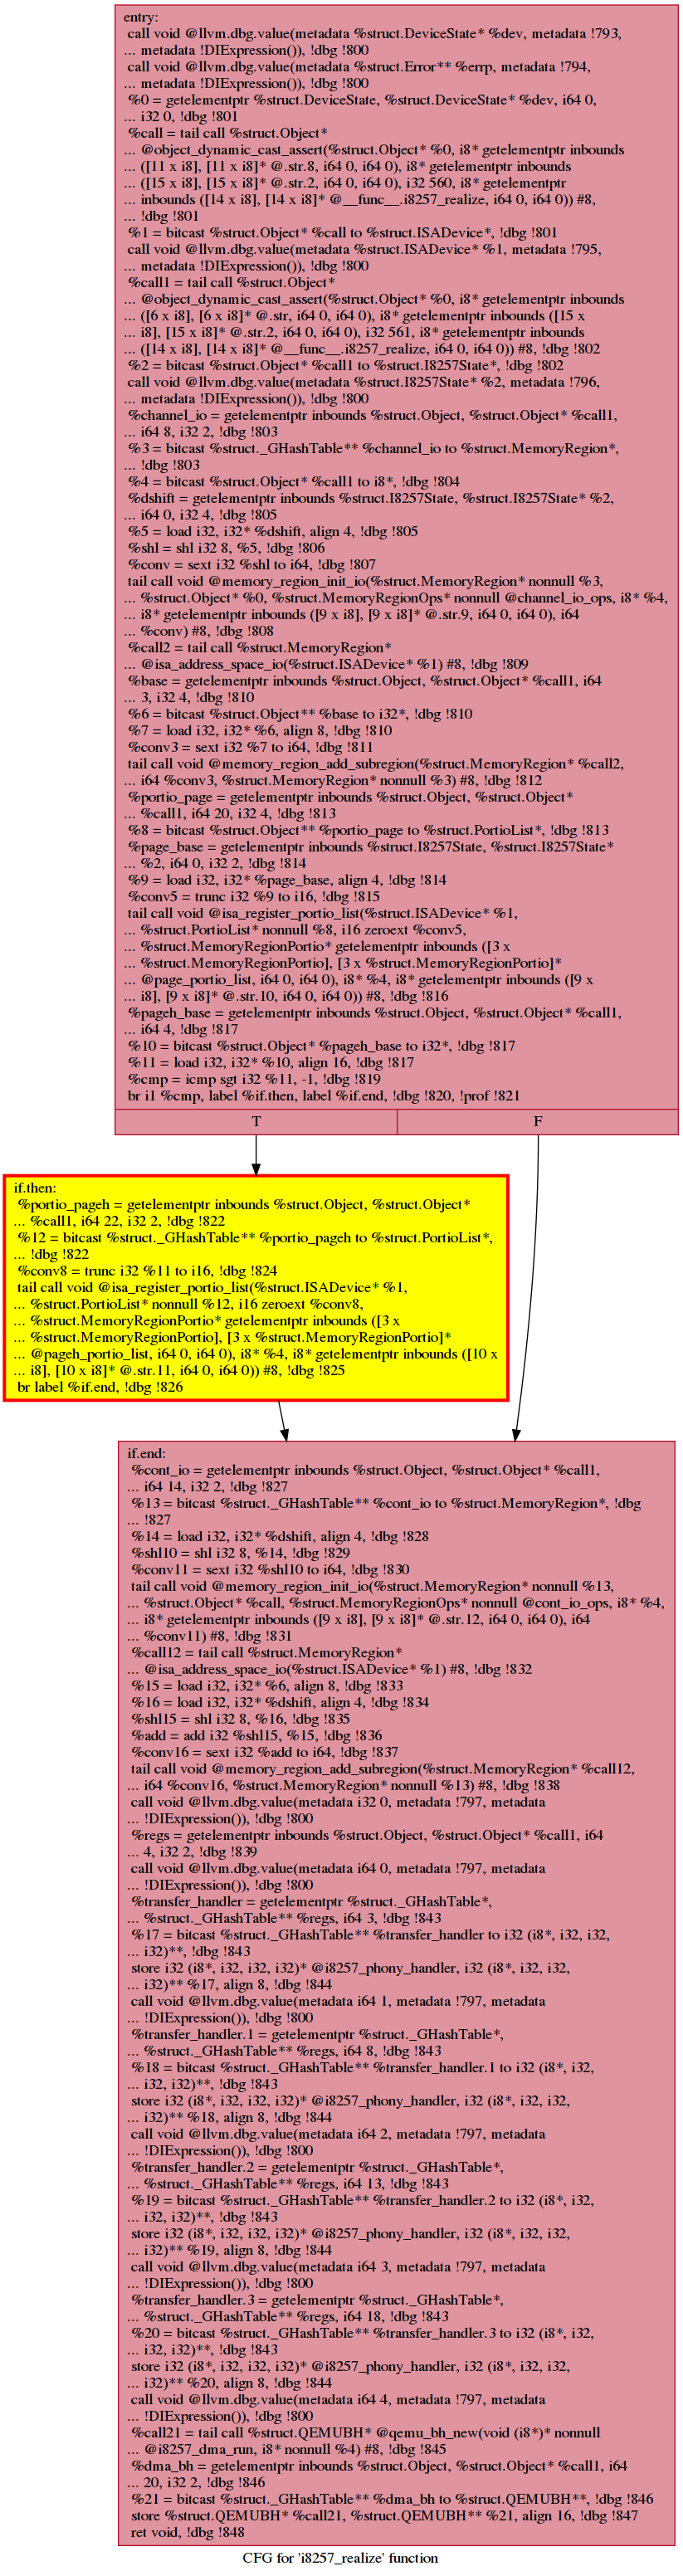 entry:
call void @llvm.dbg.value(metadata %struct.DeviceState* %dev, metadata !793,
... metadata !DIExpression()), !dbg !800
call void @llvm.dbg.value(metadata %struct.Error** %errp, metadata !794,
... metadata !DIExpression()), !dbg !800
%0 = getelementptr %struct.DeviceState, %struct.DeviceState* %dev, i64 0,
... i32 0, !dbg !801
%call = tail call %struct.Object*
... @object_dynamic_cast_assert(%struct.Object* %0, i8* getelementptr inbounds
... ([11 x i8], [11 x i8]* @.str.8, i64 0, i64 0), i8* getelementptr inbounds
... ([15 x i8], [15 x i8]* @.str.2, i64 0, i64 0), i32 560, i8* getelementptr
... inbounds ([14 x i8], [14 x i8]* @__func__.i8257_realize, i64 0, i64 0)) #8,
... !dbg !801
%1 = bitcast %struct.Object* %call to %struct.ISADevice*, !dbg !801
call void @llvm.dbg.value(metadata %struct.ISADevice* %1, metadata !795,
... metadata !DIExpression()), !dbg !800
%call1 = tail call %struct.Object*
... @object_dynamic_cast_assert(%struct.Object* %0, i8* getelementptr inbounds
... ([6 x i8], [6 x i8]* @.str, i64 0, i64 0), i8* getelementptr inbounds ([15 x
... i8], [15 x i8]* @.str.2, i64 0, i64 0), i32 561, i8* getelementptr inbounds
... ([14 x i8], [14 x i8]* @__func__.i8257_realize, i64 0, i64 0)) #8, !dbg !802
%2 = bitcast %struct.Object* %call1 to %struct.I8257State*, !dbg !802
call void @llvm.dbg.value(metadata %struct.I8257State* %2, metadata !796,
... metadata !DIExpression()), !dbg !800
%channel_io = getelementptr inbounds %struct.Object, %struct.Object* %call1,
... i64 8, i32 2, !dbg !803
%3 = bitcast %struct._GHashTable** %channel_io to %struct.MemoryRegion*,
... !dbg !803
%4 = bitcast %struct.Object* %call1 to i8*, !dbg !804
%dshift = getelementptr inbounds %struct.I8257State, %struct.I8257State* %2,
... i64 0, i32 4, !dbg !805
%5 = load i32, i32* %dshift, align 4, !dbg !805
%shl = shl i32 8, %5, !dbg !806
%conv = sext i32 %shl to i64, !dbg !807
tail call void @memory_region_init_io(%struct.MemoryRegion* nonnull %3,
... %struct.Object* %0, %struct.MemoryRegionOps* nonnull @channel_io_ops, i8* %4,
... i8* getelementptr inbounds ([9 x i8], [9 x i8]* @.str.9, i64 0, i64 0), i64
... %conv) #8, !dbg !808
%call2 = tail call %struct.MemoryRegion*
... @isa_address_space_io(%struct.ISADevice* %1) #8, !dbg !809
%base = getelementptr inbounds %struct.Object, %struct.Object* %call1, i64
... 3, i32 4, !dbg !810
%6 = bitcast %struct.Object** %base to i32*, !dbg !810
%7 = load i32, i32* %6, align 8, !dbg !810
%conv3 = sext i32 %7 to i64, !dbg !811
tail call void @memory_region_add_subregion(%struct.MemoryRegion* %call2,
... i64 %conv3, %struct.MemoryRegion* nonnull %3) #8, !dbg !812
%portio_page = getelementptr inbounds %struct.Object, %struct.Object*
... %call1, i64 20, i32 4, !dbg !813
%8 = bitcast %struct.Object** %portio_page to %struct.PortioList*, !dbg !813
%page_base = getelementptr inbounds %struct.I8257State, %struct.I8257State*
... %2, i64 0, i32 2, !dbg !814
%9 = load i32, i32* %page_base, align 4, !dbg !814
%conv5 = trunc i32 %9 to i16, !dbg !815
tail call void @isa_register_portio_list(%struct.ISADevice* %1,
... %struct.PortioList* nonnull %8, i16 zeroext %conv5,
... %struct.MemoryRegionPortio* getelementptr inbounds ([3 x
... %struct.MemoryRegionPortio], [3 x %struct.MemoryRegionPortio]*
... @page_portio_list, i64 0, i64 0), i8* %4, i8* getelementptr inbounds ([9 x
... i8], [9 x i8]* @.str.10, i64 0, i64 0)) #8, !dbg !816
%pageh_base = getelementptr inbounds %struct.Object, %struct.Object* %call1,
... i64 4, !dbg !817
%10 = bitcast %struct.Object* %pageh_base to i32*, !dbg !817
%11 = load i32, i32* %10, align 16, !dbg !817
%cmp = icmp sgt i32 %11, -1, !dbg !819
br i1 %cmp, label %if.then, label %if.end, !dbg !820, !prof !821
T F
if.then:
%portio_pageh = getelementptr inbounds %struct.Object, %struct.Object*
... %call1, i64 22, i32 2, !dbg !822
%12 = bitcast %struct._GHashTable** %portio_pageh to %struct.PortioList*,
... !dbg !822
%conv8 = trunc i32 %11 to i16, !dbg !824
tail call void @isa_register_portio_list(%struct.ISADevice* %1,
... %struct.PortioList* nonnull %12, i16 zeroext %conv8,
... %struct.MemoryRegionPortio* getelementptr inbounds ([3 x
... %struct.MemoryRegionPortio], [3 x %struct.MemoryRegionPortio]*
... @pageh_portio_list, i64 0, i64 0), i8* %4, i8* getelementptr inbounds ([10 x
... i8], [10 x i8]* @.str.11, i64 0, i64 0)) #8, !dbg !825
br label %if.end, !dbg !826
if.end:
%cont_io = getelementptr inbounds %struct.Object, %struct.Object* %call1,
... i64 14, i32 2, !dbg !827
%13 = bitcast %struct._GHashTable** %cont_io to %struct.MemoryRegion*, !dbg
... !827
%14 = load i32, i32* %dshift, align 4, !dbg !828
%shl10 = shl i32 8, %14, !dbg !829
%conv11 = sext i32 %shl10 to i64, !dbg !830
tail call void @memory_region_init_io(%struct.MemoryRegion* nonnull %13,
... %struct.Object* %call, %struct.MemoryRegionOps* nonnull @cont_io_ops, i8* %4,
... i8* getelementptr inbounds ([9 x i8], [9 x i8]* @.str.12, i64 0, i64 0), i64
... %conv11) #8, !dbg !831
%call12 = tail call %struct.MemoryRegion*
... @isa_address_space_io(%struct.ISADevice* %1) #8, !dbg !832
%15 = load i32, i32* %6, align 8, !dbg !833
%16 = load i32, i32* %dshift, align 4, !dbg !834
%shl15 = shl i32 8, %16, !dbg !835
%add = add i32 %shl15, %15, !dbg !836
%conv16 = sext i32 %add to i64, !dbg !837
tail call void @memory_region_add_subregion(%struct.MemoryRegion* %call12,
... i64 %conv16, %struct.MemoryRegion* nonnull %13) #8, !dbg !838
call void @llvm.dbg.value(metadata i32 0, metadata !797, metadata
... !DIExpression()), !dbg !800
%regs = getelementptr inbounds %struct.Object, %struct.Object* %call1, i64
... 4, i32 2, !dbg !839
call void @llvm.dbg.value(metadata i64 0, metadata !797, metadata
... !DIExpression()), !dbg !800
%transfer_handler = getelementptr %struct._GHashTable*,
... %struct._GHashTable** %regs, i64 3, !dbg !843
%17 = bitcast %struct._GHashTable** %transfer_handler to i32 (i8*, i32, i32,
... i32)**, !dbg !843
store i32 (i8*, i32, i32, i32)* @i8257_phony_handler, i32 (i8*, i32, i32,
... i32)** %17, align 8, !dbg !844
call void @llvm.dbg.value(metadata i64 1, metadata !797, metadata
... !DIExpression()), !dbg !800
%transfer_handler.1 = getelementptr %struct._GHashTable*,
... %struct._GHashTable** %regs, i64 8, !dbg !843
%18 = bitcast %struct._GHashTable** %transfer_handler.1 to i32 (i8*, i32,
... i32, i32)**, !dbg !843
store i32 (i8*, i32, i32, i32)* @i8257_phony_handler, i32 (i8*, i32, i32,
... i32)** %18, align 8, !dbg !844
call void @llvm.dbg.value(metadata i64 2, metadata !797, metadata
... !DIExpression()), !dbg !800
%transfer_handler.2 = getelementptr %struct._GHashTable*,
... %struct._GHashTable** %regs, i64 13, !dbg !843
%19 = bitcast %struct._GHashTable** %transfer_handler.2 to i32 (i8*, i32,
... i32, i32)**, !dbg !843
store i32 (i8*, i32, i32, i32)* @i8257_phony_handler, i32 (i8*, i32, i32,
... i32)** %19, align 8, !dbg !844
call void @llvm.dbg.value(metadata i64 3, metadata !797, metadata
... !DIExpression()), !dbg !800
%transfer_handler.3 = getelementptr %struct._GHashTable*,
... %struct._GHashTable** %regs, i64 18, !dbg !843
%20 = bitcast %struct._GHashTable** %transfer_handler.3 to i32 (i8*, i32,
... i32, i32)**, !dbg !843
store i32 (i8*, i32, i32, i32)* @i8257_phony_handler, i32 (i8*, i32, i32,
... i32)** %20, align 8, !dbg !844
call void @llvm.dbg.value(metadata i64 4, metadata !797, metadata
... !DIExpression()), !dbg !800
%call21 = tail call %struct.QEMUBH* @qemu_bh_new(void (i8*)* nonnull
... @i8257_dma_run, i8* nonnull %4) #8, !dbg !845
%dma_bh = getelementptr inbounds %struct.Object, %struct.Object* %call1, i64
... 20, i32 2, !dbg !846
%21 = bitcast %struct._GHashTable** %dma_bh to %struct.QEMUBH**, !dbg !846
store %struct.QEMUBH* %call21, %struct.QEMUBH** %21, align 16, !dbg !847
ret void, !dbg !848
CFG for 'i8257_realize' function